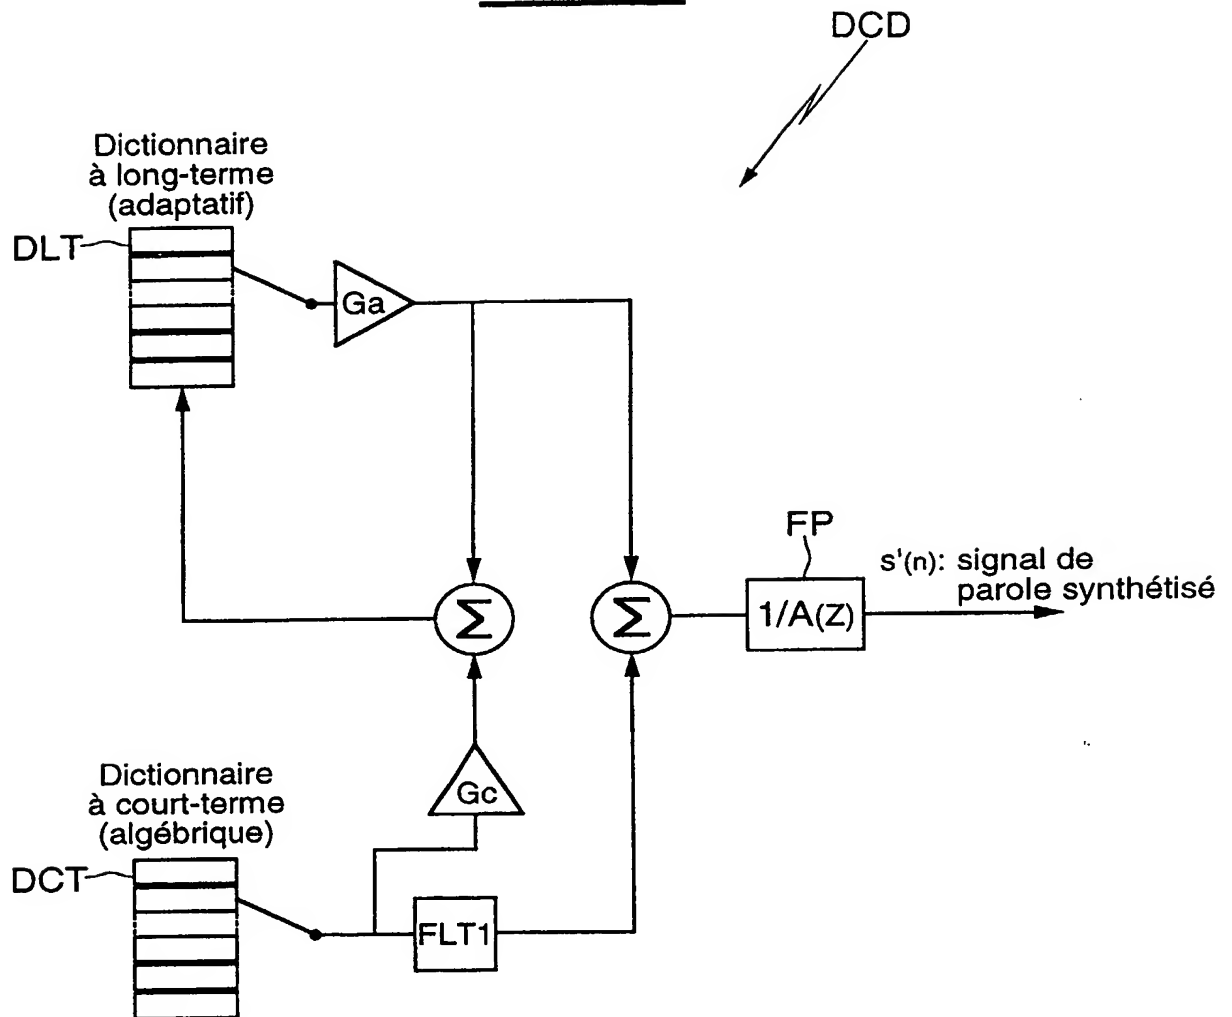 DCD
Dictionnaire
à long-terme
(adaptatif)
DLT
Ga
FP
s'(n): signal de
parole synthétisé
Σ
Σ
1/A(Z)
Gc
Dictionnaire
à court-terme
(algébrique)
DCT
FLT1